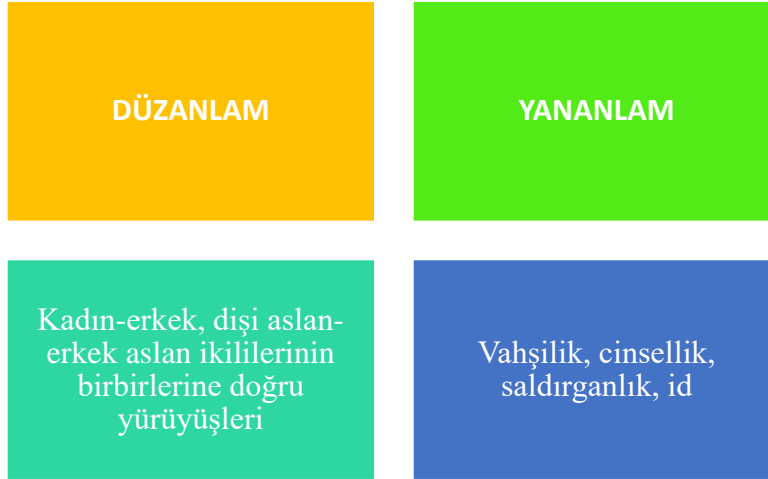 DÜZANLAM
YANANLAM
Kadın-erkek, dişi aslan-
erkek aslan ikililerinin
birbirlerine doğru
yürüyüşleri
Vahşilik, cinsellik,
saldırganlık, id